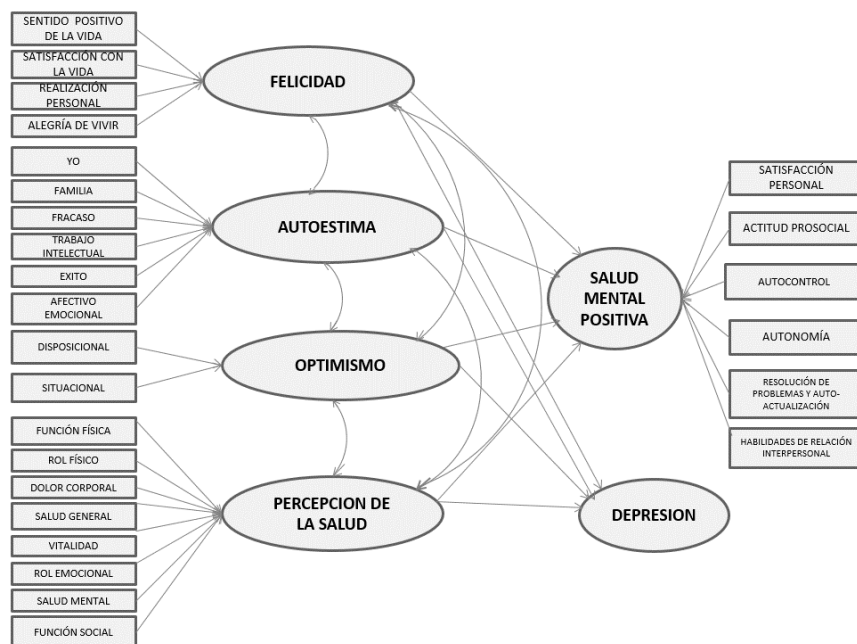 SENTIDO POSITIVO
DE LA VIDA
SATISFACCIÓN CON
LA VIDA
REALIZACIÓN
PERSONAL
ALEGRÍA DE VIVIR
FELICIDAD
YO
FAMILIA
FRACASO
TRABAJO
INTELECTUAL
EXITO
AFECTIVO
EMOCIONAL
AUTOESTIMA
DISPOSICIONAL
SITUACIONAL
OPTIMISMO
FUNCIÓN FÍSICA
ROL FÍSICO
DOLOR CORPORAL
SALUD GENERAL
VITALIDAD
ROL EMOCIONAL
SALUD MENTAL
FUNCIÓN SOCIAL
PERCEPCION DE
LA SALUD
SALUD
MENTAL
POSITIVA
DEPRESION
SATISFACCIÓN
PERSONAL
ACTITUD PROSOCIAL
AUTOCONTROL
AUTONOMÍA
RESOLUCIÓN DE
PROBLEMAS Y AUTO-
ACTUALIZACIÓN
HABILIDADES DE RELACIÓN
INTERPERSONAL